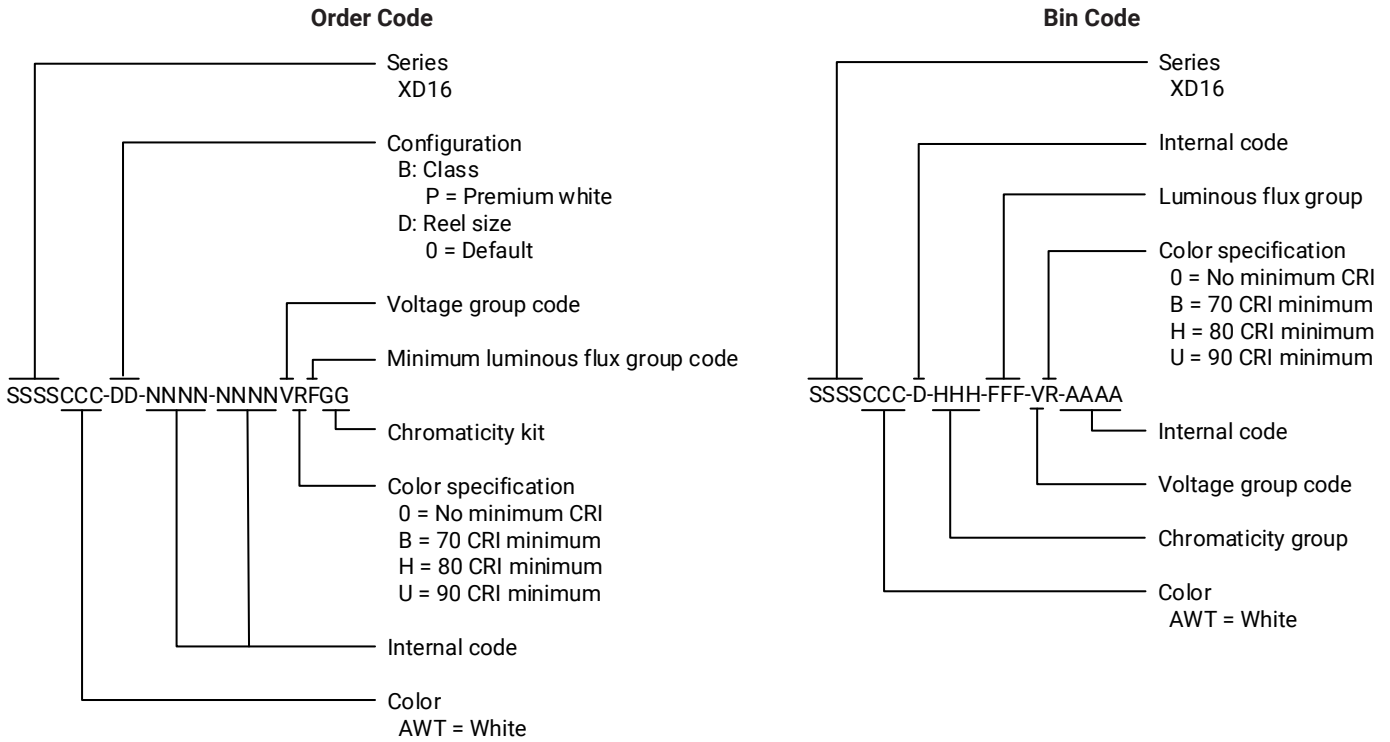 Order Code
Series
XD16
Configuration
B: Class
P = Premium white
D: Reel size
0 = Default
Voltage group code
Minimum luminous flux group code
SSSSCCC-DD-NNNN-NNNNVRFGG
Chromaticity kit
Color specification
0 = No minimum CRI
B = 70 CRI minimum
H = 80 CRI minimum
U = 90 CRI minimum
Internal code
Color
AWT = White
Bin Code
Series
XD16
Internal code
Luminous flux group
Color specification
0 = No minimum CRI
B = 70 CRI minimum
H = 80 CRI minimum
U = 90 CRI minimum
SSSSCCC-D-HHH-FFF-VR-AAAA
Internal code
Voltage group code
Chromaticity group
Color
AWT = White